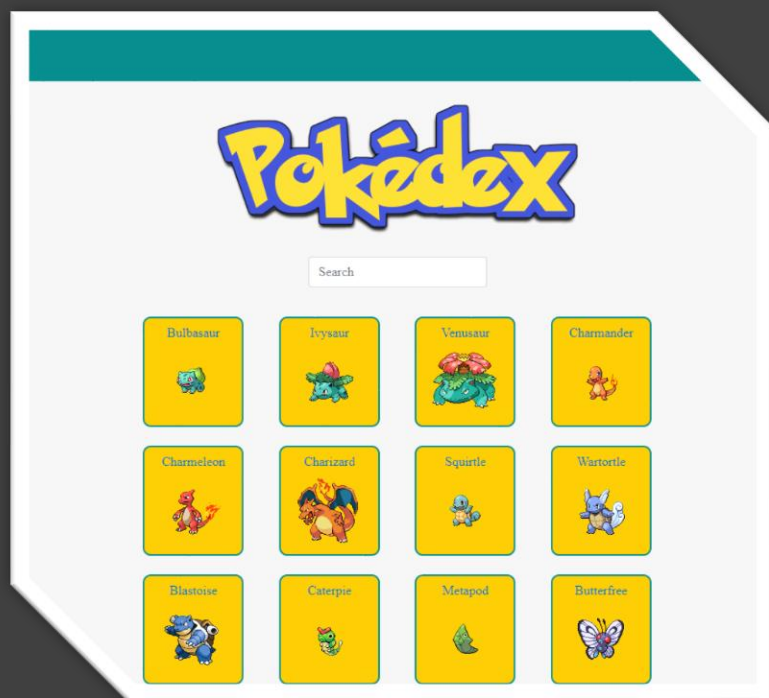 Pokédex
Search
Bulbasaur
Ivysaur
Venusaur
Charmander
Charmeleon
Charizard
Squirtle
Wartortle
Blastoise
Caterpie
Metapod
Butterfree